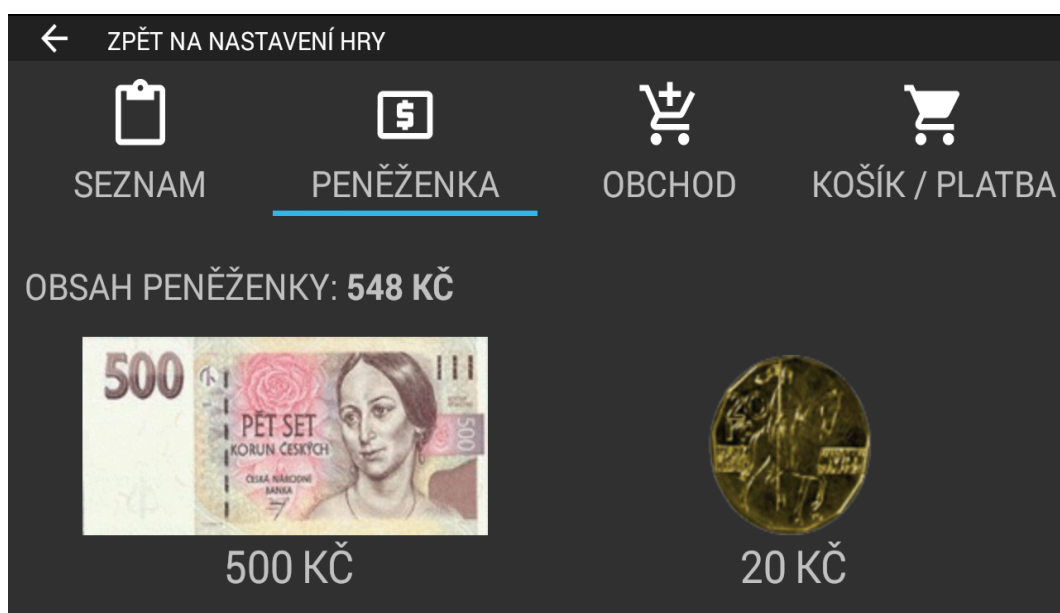 ZPĚT NA NASTAVENÍ HRY
SEZNAM PENĚŽENKA OBCHOD KOŠÍK / PLATBA
OBSAH PENĚŽENKY: 548 KČ
500
PĚT SET
KORUN ČESKÝCH
ČESKÁ NÁRODNÍ
BANKA
500
20
500 KČ 20 KČ